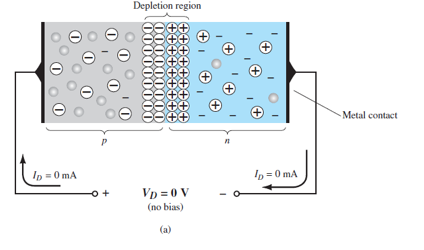 Depletion region
Metal contact
p
n
I_D = 0 mA
+
V_D = 0 V
–
I_D = 0 mA
(no bias)
(a)